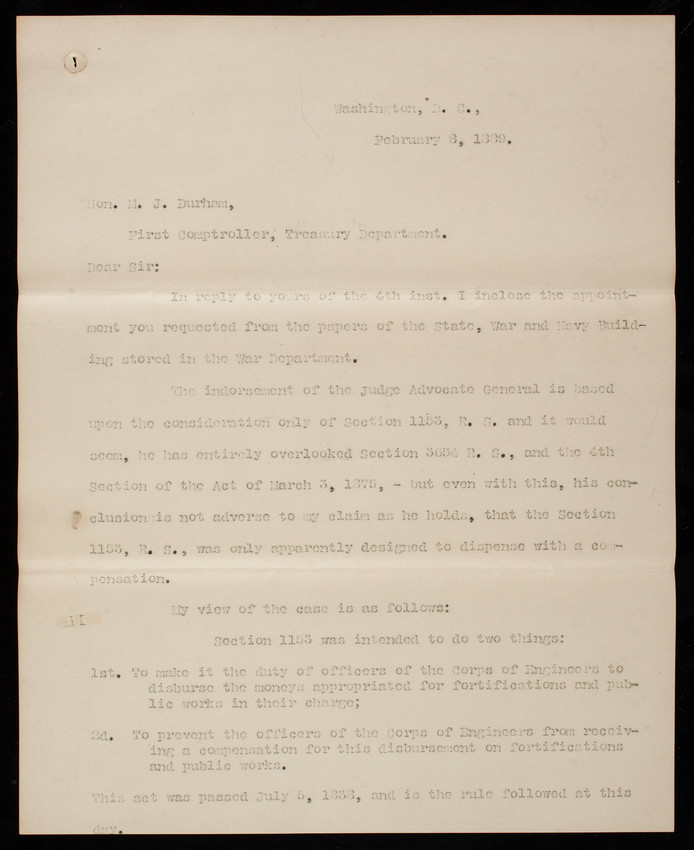 Washington, D. C.,
February 8, 1889.
Hon. M. J. Durham,
First Comptroller, Treasury Department.
Dear Sir:
In reply to yours of the 4th inst. I inclose the appoint-
ment you requested from the papers of the State, War and Navy Build-
ing stored in the War Department.
The indorsement of the Judge Advocate General is based
upon the consideration only of Section 1153, R. S. and it would
seem, he has entirely overlooked Section 3654 R. S., and the 4th
Section of the Act of March 3, 1875, - but even with this, his con-
clusion is not adverse to my claim as he holds, that the Section
1153, R. S., was only apparently designed to dispense with a com-
pensation.
My view of the case is as follows:
Section 1153 was intended to do two things:
1st. To make it the duty of officers of the Corps of Engineers to
disburse the moneys appropriated for fortifications and pub-
lic works in their charge;
2d. To prevent the officers of the Corps of Engineers from receiv-
ing a compensation for this disbursement on fortifications
and public works.
This act was passed July 5, 1838, and is the rule followed at this
day.